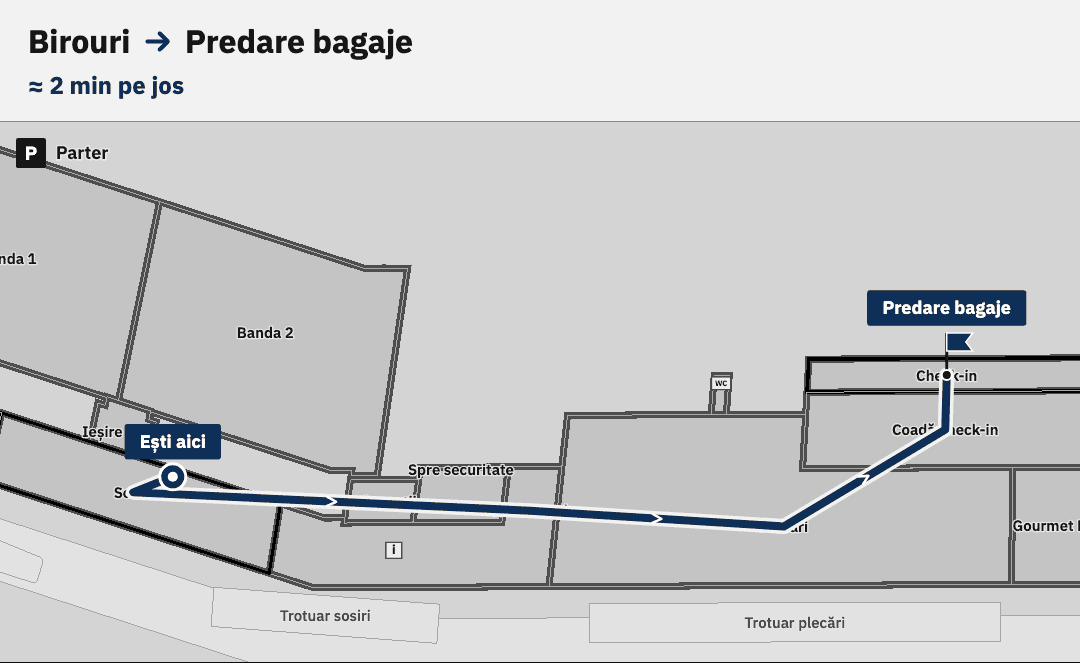 Birouri → Predare bagaje
≈ 2 min pe jos
P Parter
Banda 2
Predare bagaje
wc
Ieșire
Ești aici
Spre securitate
i
Trotuar sosiri
Trotuar plecări